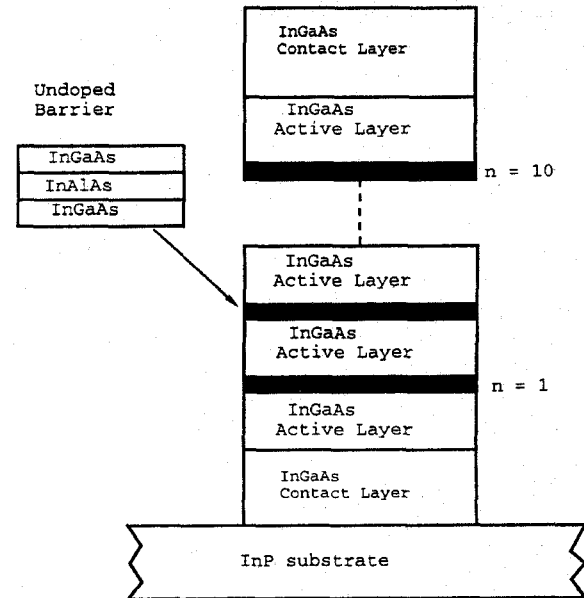 InGaAs
Contact Layer
Undoped
Barrier
InGaAs
Active Layer
InGaAs
InAlAs
InGaAs
n = 10
InGaAs
Active Layer
InGaAs
Active Layer
n = 1
InGaAs
Active Layer
InGaAs
Contact Layer
InP substrate